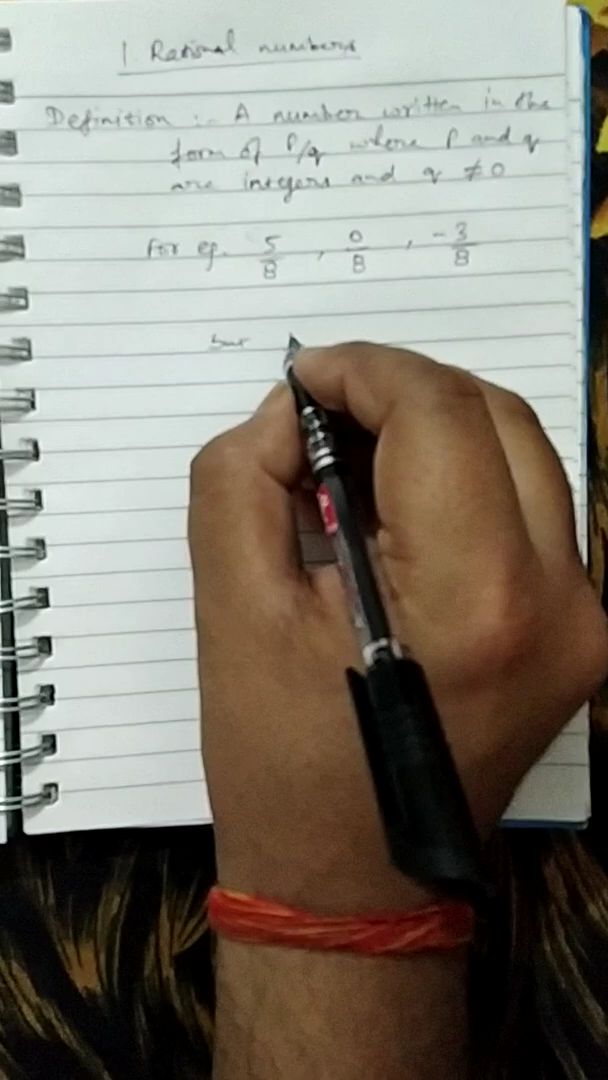 1 Rational numbers
Definition :- A number written in the
form of P/q where P and q
are integers and q ≠ 0
For eg. 5/8 , 0/8 , -3/8
but